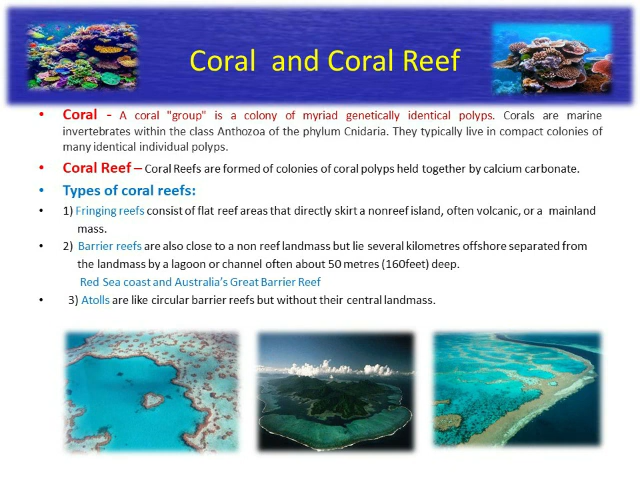 Coral and Coral Reef
• Coral - A coral "group" is a colony of myriad genetically identical polyps. Corals are marine
invertebrates within the class Anthozoa of the phylum Cnidaria. They typically live in compact colonies of
many identical individual polyps.
• Coral Reef – Coral Reefs are formed of colonies of coral polyps held together by calcium carbonate.
• Types of coral reefs:
• 1) Fringing reefs consist of flat reef areas that directly skirt a nonreef island, often volcanic, or a mainland
mass.
• 2) Barrier reefs are also close to a non reef landmass but lie several kilometres offshore separated from
the landmass by a lagoon or channel often about 50 metres (160feet) deep.
Red Sea coast and Australia's Great Barrier Reef
• 3) Atolls are like circular barrier reefs but without their central landmass.